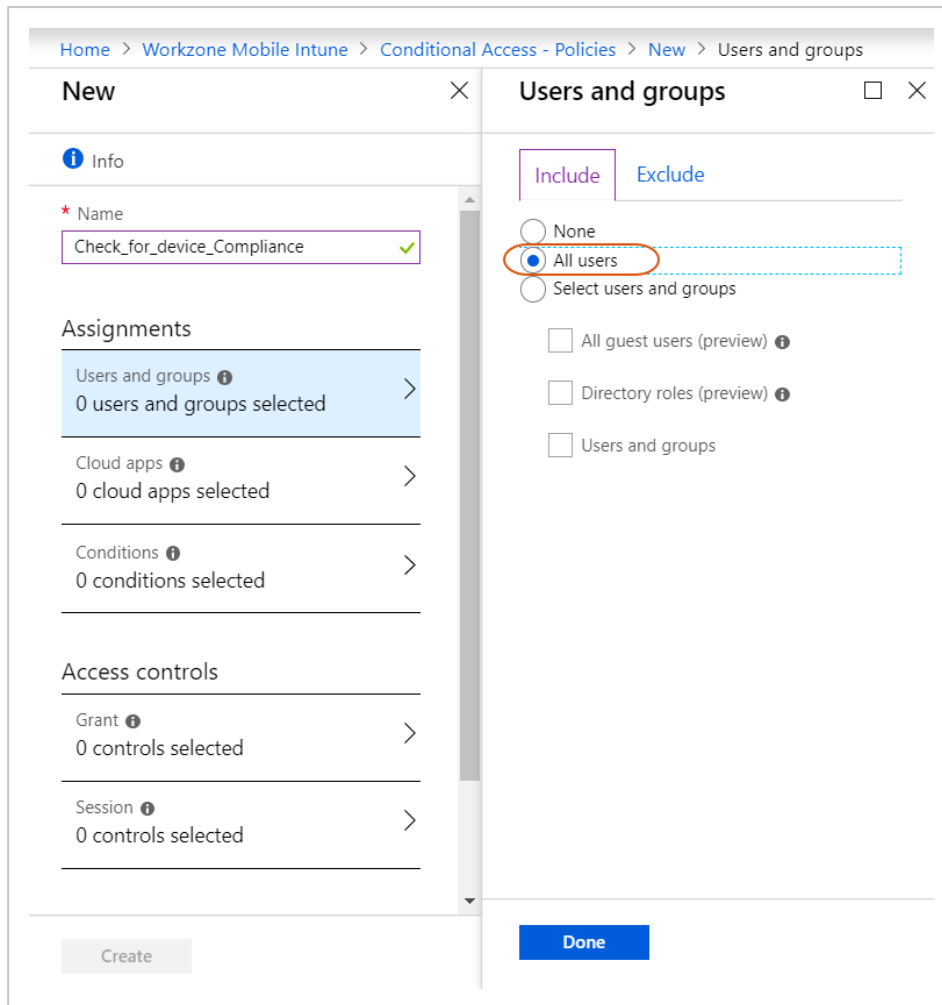 Home > Workzone Mobile Intune > Conditional Access - Policies > New > Users and groups
New
Info
* Name
Check_for_device_Compliance
Assignments
Users and groups
0 users and groups selected
Cloud apps
0 cloud apps selected
Conditions
0 conditions selected
Access controls
Grant
0 controls selected
Session
0 controls selected
Create
Users and groups
Include Exclude
None
All users
Select users and groups
All guest users (preview)
Directory roles (preview)
Users and groups
Done